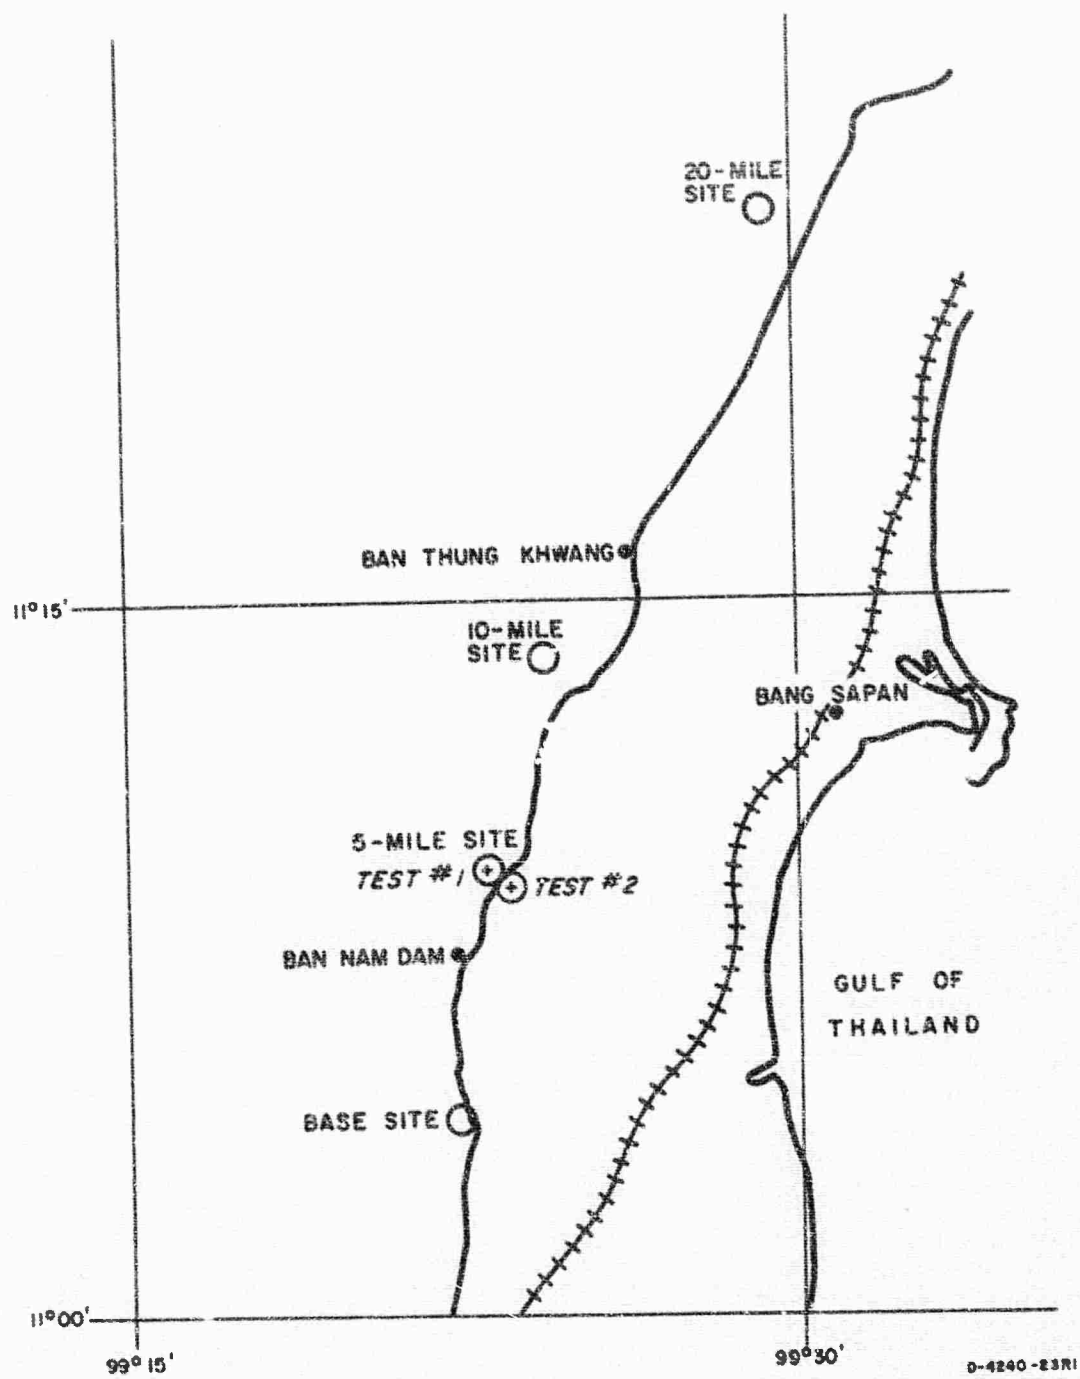 20-MILE
SITE
BAN THUNG KHWANG
11°15'
10-MILE
SITE
BANG SAPAN
5-MILE SITE
TEST #1
TEST #2
BAN NAM DAM
GULF OF
THAILAND
BASE SITE
11°00'
99°15'
99°30'
D-4240-23RI